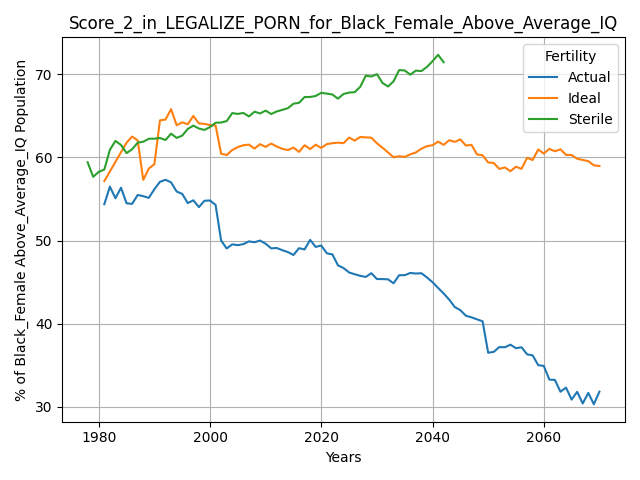 Score_2_in_LEGALIZE_PORN_for_Black_Female_Above_Average_IQ
% of Black_Female Above_Average_IQ Population
70
60
50
40
30
Fertility
Actual
Ideal
Sterile
1980 2000 2020 2040 2060
Years